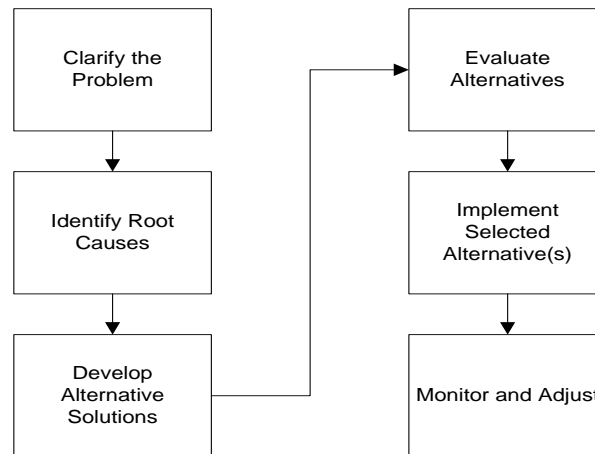 Clarify the
Problem
Identify Root
Causes
Develop
Alternative
Solutions
Evaluate
Alternatives
Implement
Selected
Alternative(s)
Monitor and Adjust